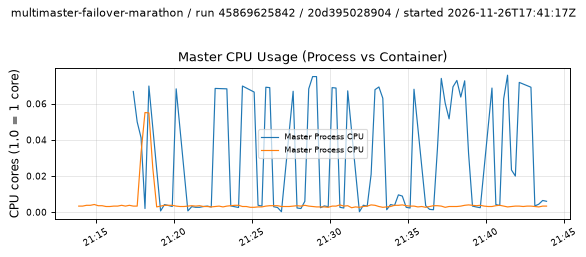 multimaster-failover-marathon / run 45869625842 / 20d395028904 / started 2026-11-26T17:41:17Z
Master CPU Usage (Process vs Container)
CPU cores (1.0 = 1 core)
0.06
0.04
0.02
0.00
Master Process CPU
Master Process CPU
21:15
21:20
21:25
21:30
21:35
21:40
21:45